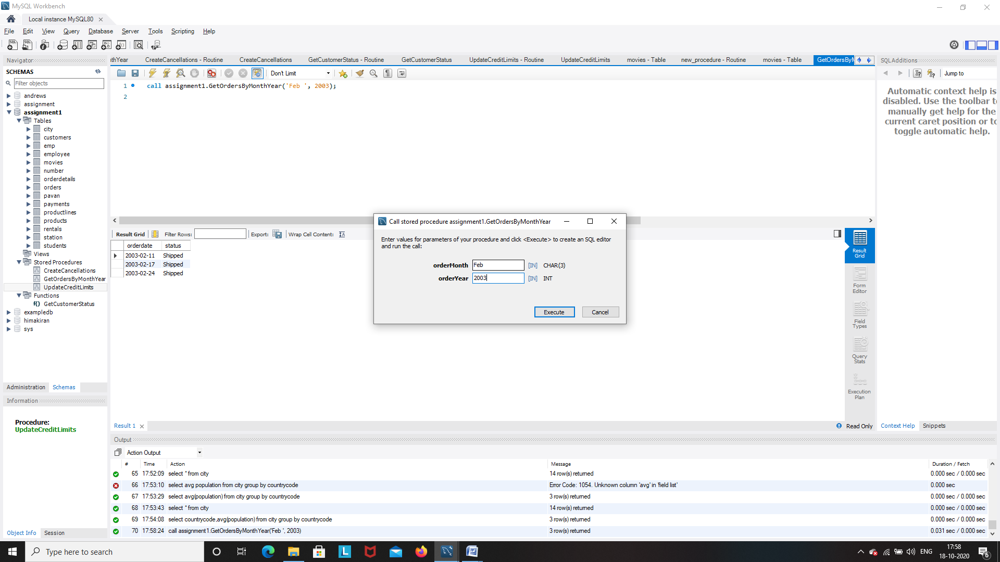 MySQL Workbench
Local instance MySQL80
File Edit View Query Database Server Tools Scripting Help
Navigator
SCHEMAS
Filter objects
andrews
assignment
assignment1
Tables
city
customers
emp
employee
movies
number
orderdetails
orders
pavan
payments
productlines
products
rentals
station
students
Views
Stored Procedures
CreateCancellations
GetOrdersByMonthYear
UpdateCreditLimits
Functions
f() GetCustomerStatus
exampledb
himakiran
sys
Administration Schemas
Information
Procedure:
UpdateCreditLimits
Object Info Session
thYear CreateCancellations - Routine CreateCancellations GetCustomerStatus - Routine GetCustomerStatus UpdateCreditLimits - Routine UpdateCreditLimits movies - Table new_procedure - Routine movies - Table GetOrdersByM
Don't Limit
1 call assignment1.GetOrdersByMonthYear('Feb ', 2003);
2
Result Grid Filter Rows: Export: Wrap Cell Content:
orderdate status
2003-02-11 Shipped
2003-02-17 Shipped
2003-02-24 Shipped
Call stored procedure assignment1.GetOrdersByMonthYear
Enter values for parameters of your procedure and click <Execute> to create an SQL editor
and run the call:
orderMonth Feb [IN] CHAR(3)
orderYear 2003 [IN] INT
Execute Cancel
Result
Grid
Form
Editor
Field
Types
Query
Stats
Execution
Plan
Result 1
Read Only
SQLAdditions
Jump to
Automatic context help is
disabled. Use the toolbar t
manually get help for the
current caret position or to
toggle automatic help.
Context Help Snippets
Output
Action Output
# Time Action Message Duration / Fetch
65 17:52:09 select * from city 14 row(s) returned 0.000 sec / 0.000 sec
66 17:53:10 select avg population from city group by countrycode Error Code: 1054. Unknown column 'avg' in 'field list' 0.000 sec
67 17:53:29 select avg(population) from city group by countrycode 3 row(s) returned 0.000 sec / 0.000 sec
68 17:53:43 select * from city 14 row(s) returned 0.000 sec / 0.000 sec
69 17:54:08 select countrycode,avg(population) from city group by countrycode 3 row(s) returned 0.000 sec / 0.000 sec
70 17:58:24 call assignment1.GetOrdersByMonthYear('Feb ', 2003) 3 row(s) returned 0.031 sec / 0.000 sec
Type here to search
ENG
17:58
18-10-2020
6